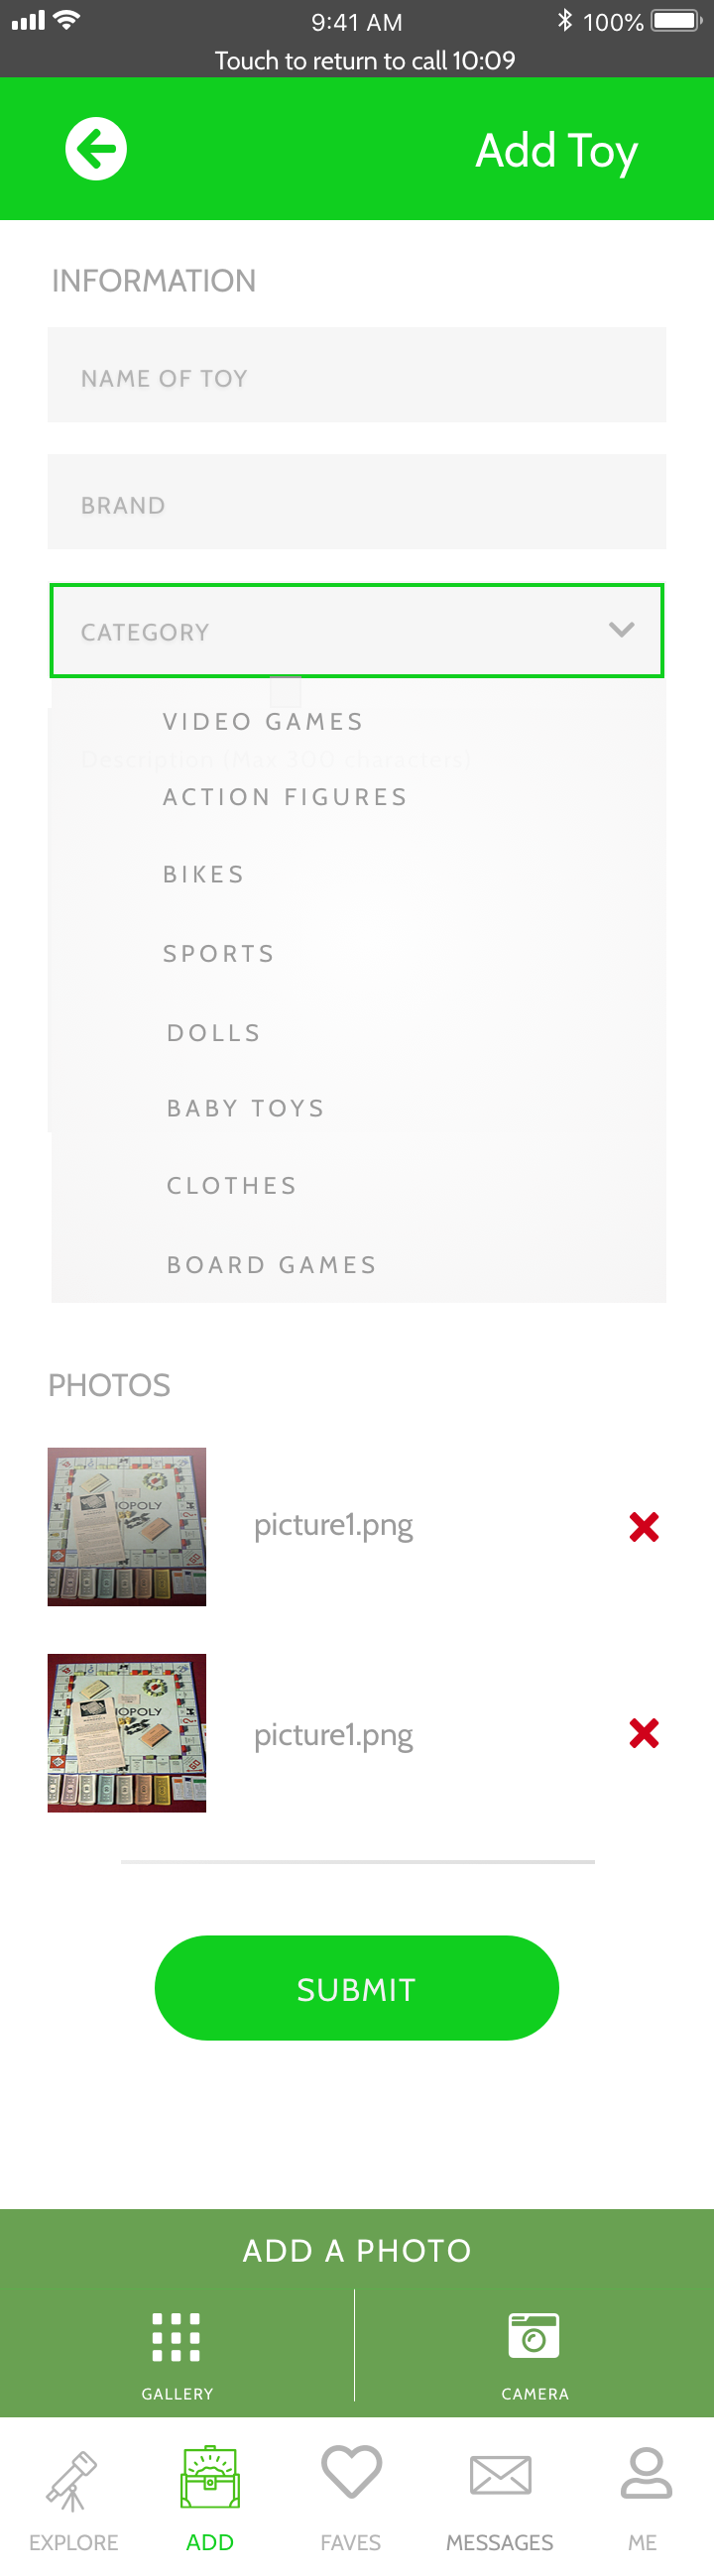 9:41 AM
100%
Touch to return to call 10:09
Add Toy
INFORMATION
NAME OF TOY
BRAND
CATEGORY
VIDEO GAMES
Description (Max 300 characters)
ACTION FIGURES
BIKES
SPORTS
DOLLS
BABY TOYS
CLOTHES
BOARD GAMES
PHOTOS
OPOLY
picture1.png
OPOLY
picture1.png
SUBMIT
ADD A PHOTO
GALLERY
CAMERA
EXPLORE
ADD
FAVES
MESSAGES
ME